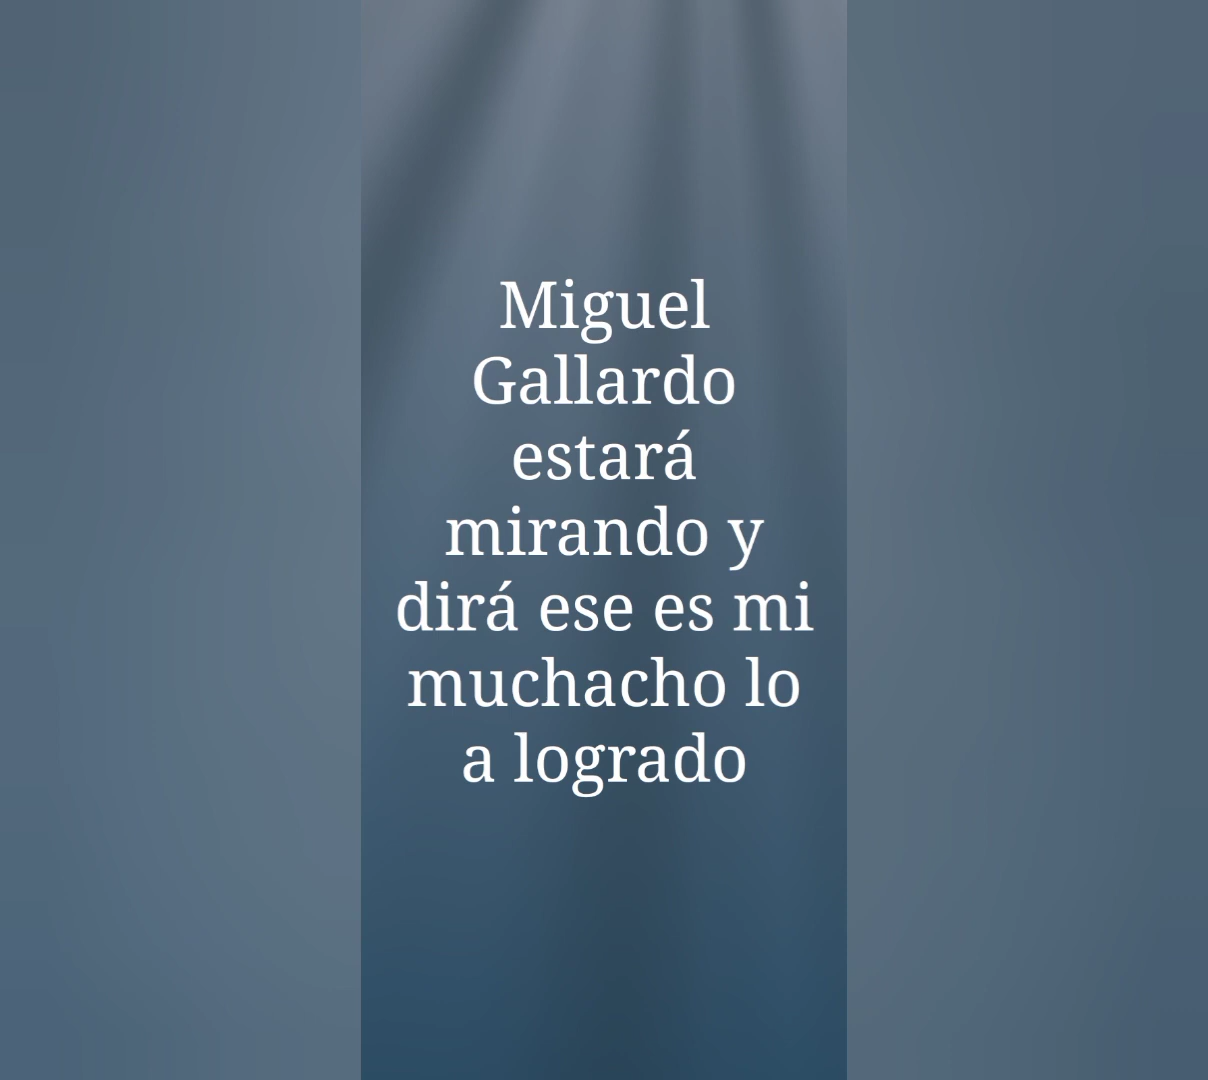 Miguel
Gallardo
estará
mirando y
dirá ese es mi
muchacho lo
a logrado